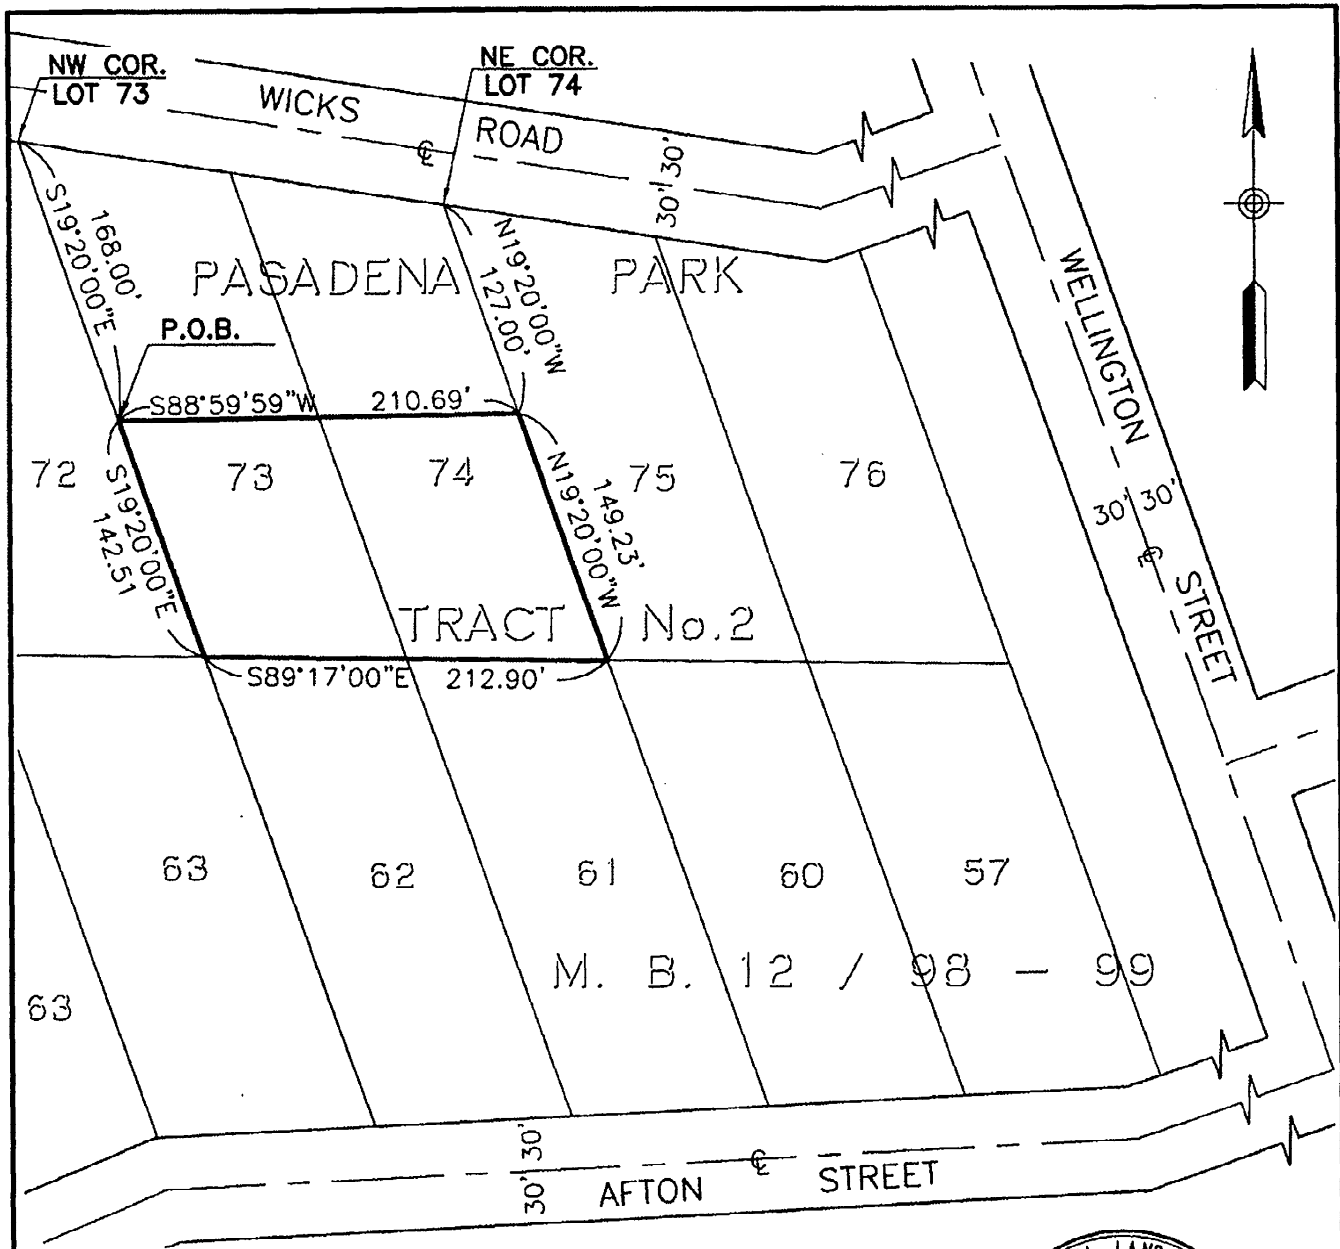 NW COR.
LOT 73
NE COR.
LOT 74
WICKS
ROAD
30' 30'
S19°20'00"E
168.00'
N19°20'00"W
127.00'
PASADENA PARK
P.O.B.
S88°59'59"W 210.69'
WELLINGTON
STREET
30' 30'
72
73
74
75
76
S19°20'00"E
142.51
149.23'
N19°20'00"W
TRACT No.2
S89°17'00"E 212.90'
63
62
61
60
57
M. B. 12 / 98 - 99
63
30' 30'
AFTON STREET